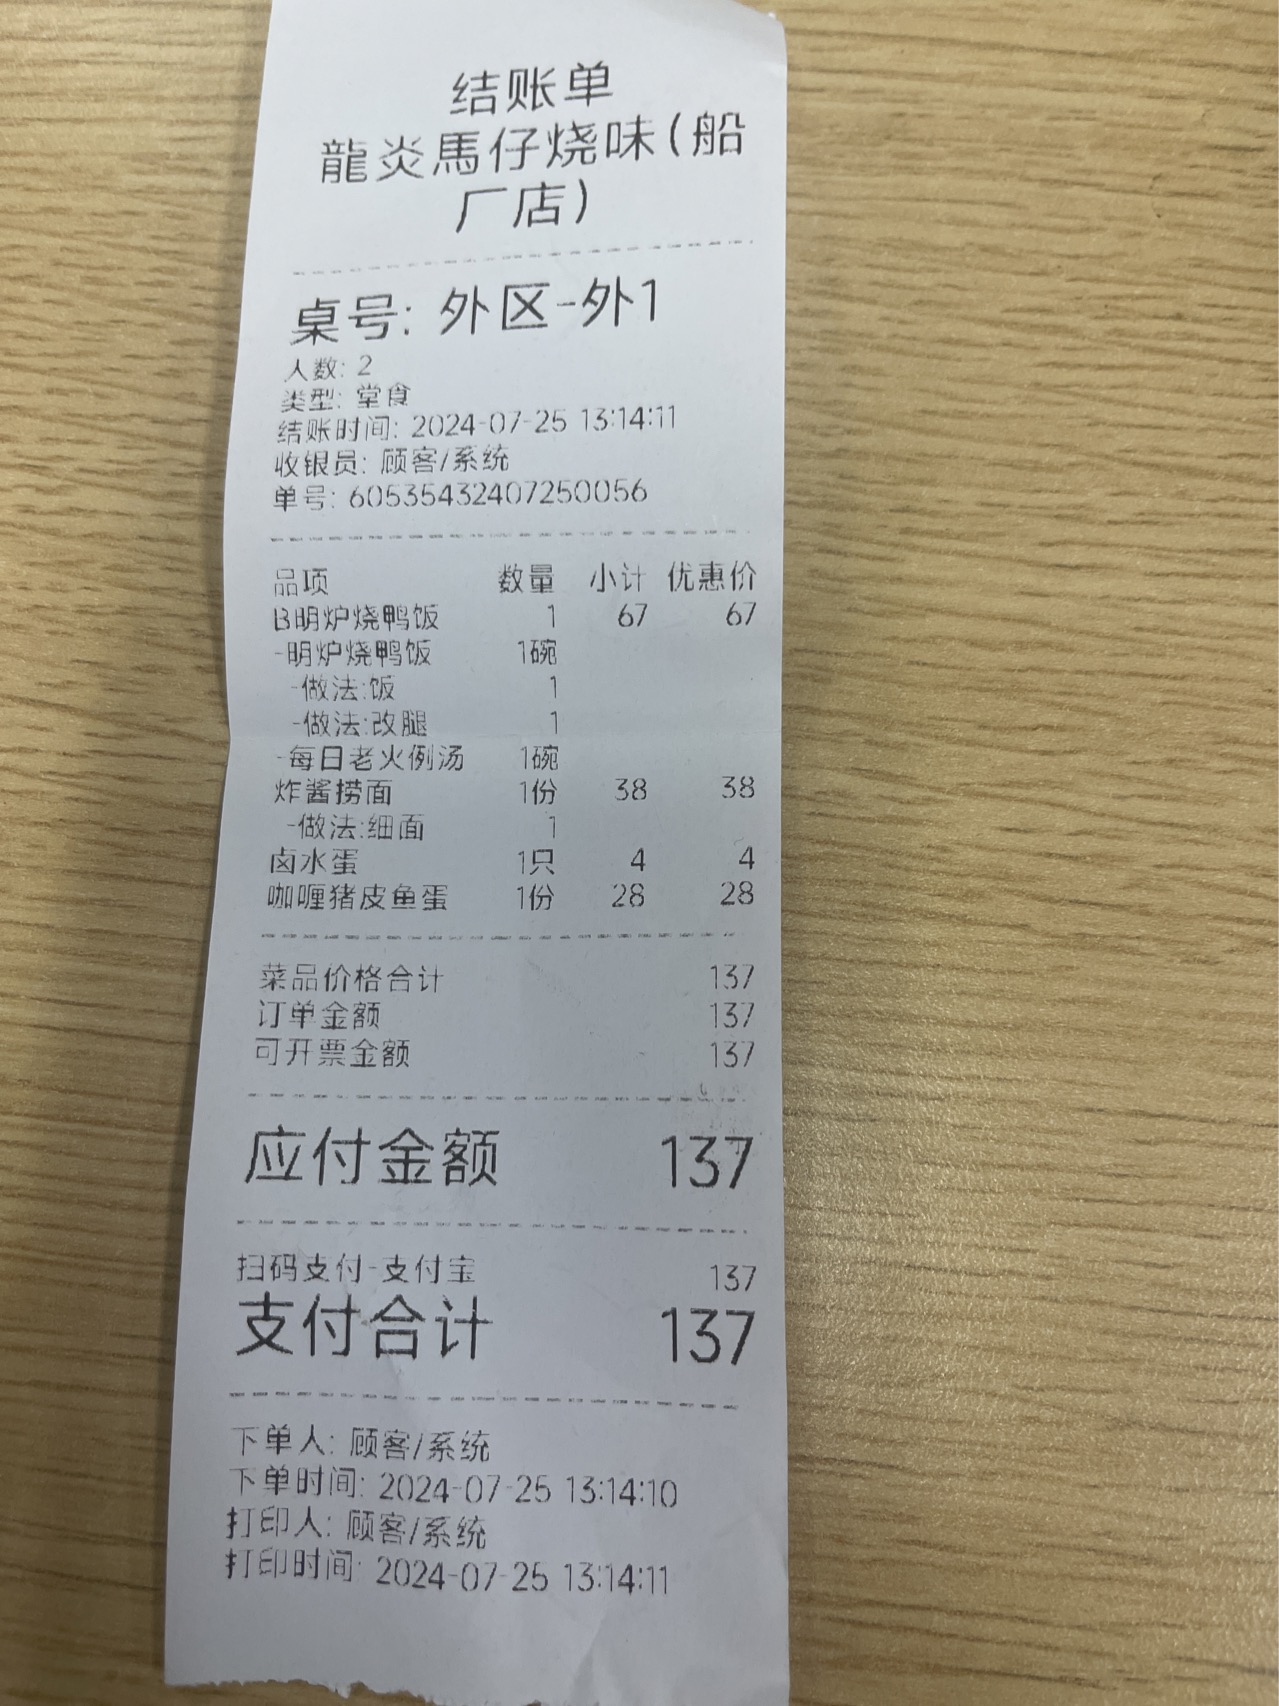 结账单
龍炎馬仔烧味(船
厂店)
桌号: 外区-外1
人数: 2
类型: 堂食
结账时间: 2024-07-25 13:14:11
收银员: 顾客/系统
单号: 60535432407250056
品项 数量 小计 优惠价
B明炉烧鸭饭 1 67 67
-明炉烧鸭饭 1碗
-做法:饭 1
-做法:改腿 1
-每日老火例汤 1碗
炸酱捞面 1份 38 38
-做法:细面 1
卤水蛋 1只 4 4
咖喱猪皮鱼蛋 1份 28 28
菜品价格合计 137
订单金额 137
可开票金额 137
应付金额 137
扫码支付-支付宝 137
支付合计 137
下单人: 顾客/系统
下单时间: 2024-07-25 13:14:10
打印人: 顾客/系统
打印时间: 2024-07-25 13:14:11